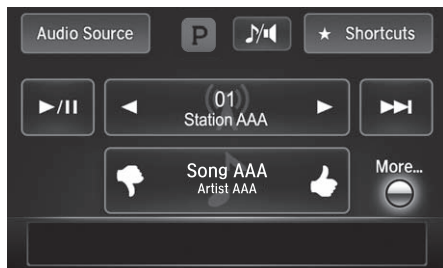 Audio Source
P
★ Shortcuts
01
Station AAA
Song AAA
Artist AAA
More...